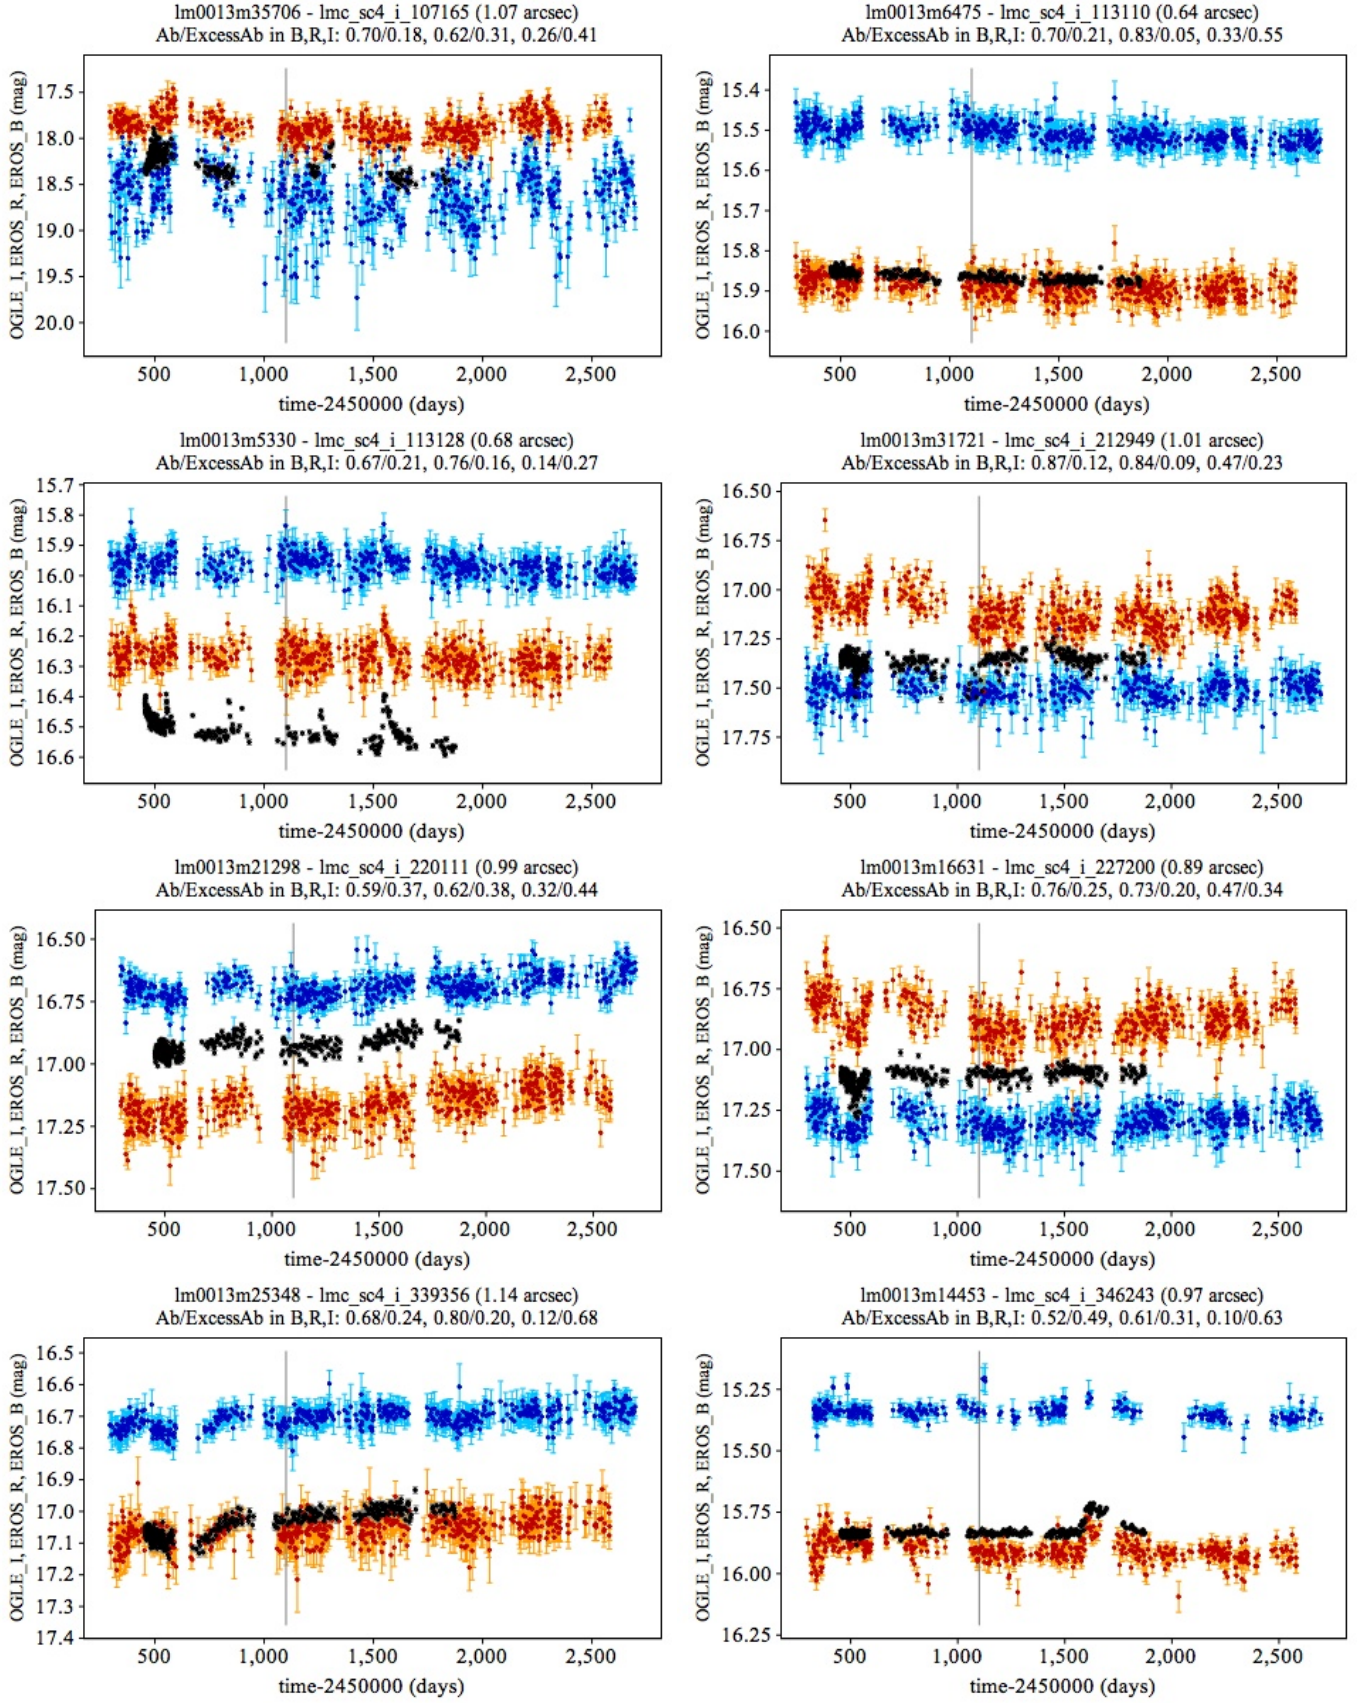 lm0013m35706 - lmc_sc4_i_107165 (1.07 arcsec)
Ab/ExcessAb in B,R,I: 0.70/0.18, 0.62/0.31, 0.26/0.41
OGLE_I, EROS_R, EROS_B (mag)
17.5
18.0
18.5
19.0
19.5
20.0
500
1,000
1,500
2,000
2,500
time-2450000 (days)
lm0013m6475 - lmc_sc4_i_113110 (0.64 arcsec)
Ab/ExcessAb in B,R,I: 0.70/0.21, 0.83/0.05, 0.33/0.55
OGLE_I, EROS_R, EROS_B (mag)
15.4
15.5
15.6
15.7
15.8
15.9
16.0
500
1,000
1,500
2,000
2,500
time-2450000 (days)
lm0013m5330 - lmc_sc4_i_113128 (0.68 arcsec)
Ab/ExcessAb in B,R,I: 0.67/0.21, 0.76/0.16, 0.14/0.27
OGLE_I, EROS_R, EROS_B (mag)
15.7
15.8
15.9
16.0
16.1
16.2
16.3
16.4
16.5
16.6
500
1,000
1,500
2,000
2,500
time-2450000 (days)
lm0013m31721 - lmc_sc4_i_212949 (1.01 arcsec)
Ab/ExcessAb in B,R,I: 0.87/0.12, 0.84/0.09, 0.47/0.23
OGLE_I, EROS_R, EROS_B (mag)
16.50
16.75
17.00
17.25
17.50
17.75
500
1,000
1,500
2,000
2,500
time-2450000 (days)
lm0013m21298 - lmc_sc4_i_220111 (0.99 arcsec)
Ab/ExcessAb in B,R,I: 0.59/0.37, 0.62/0.38, 0.32/0.44
OGLE_I, EROS_R, EROS_B (mag)
16.50
16.75
17.00
17.25
17.50
500
1,000
1,500
2,000
2,500
time-2450000 (days)
lm0013m16631 - lmc_sc4_i_227200 (0.89 arcsec)
Ab/ExcessAb in B,R,I: 0.76/0.25, 0.73/0.20, 0.47/0.34
OGLE_I, EROS_R, EROS_B (mag)
16.50
16.75
17.00
17.25
17.50
500
1,000
1,500
2,000
2,500
time-2450000 (days)
lm0013m25348 - lmc_sc4_i_339356 (1.14 arcsec)
Ab/ExcessAb in B,R,I: 0.68/0.24, 0.80/0.20, 0.12/0.68
OGLE_I, EROS_R, EROS_B (mag)
16.5
16.6
16.7
16.8
16.9
17.0
17.1
17.2
17.3
17.4
500
1,000
1,500
2,000
2,500
time-2450000 (days)
lm0013m14453 - lmc_sc4_i_346243 (0.97 arcsec)
Ab/ExcessAb in B,R,I: 0.52/0.49, 0.61/0.31, 0.10/0.63
OGLE_I, EROS_R, EROS_B (mag)
15.25
15.50
15.75
16.00
16.25
500
1,000
1,500
2,000
2,500
time-2450000 (days)